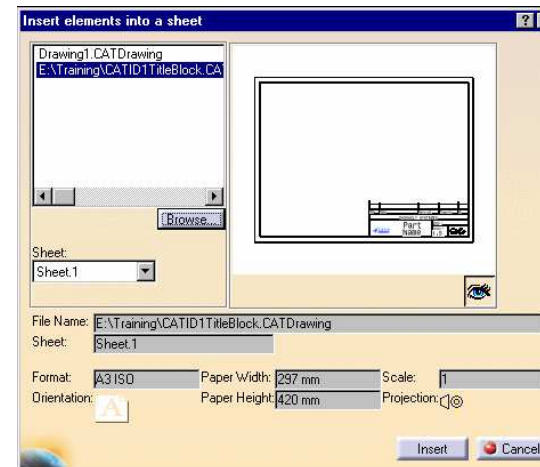 Insert elements into a sheet ?
Drawing1.CATDrawing
E:\Training\CATID1TitleBlock.CA
Browse...
Sheet:
Sheet.1
Part
Name
File Name: E:\Training\CATID1TitleBlock.CATDrawing
Sheet: Sheet.1
Format: A3 ISO Paper Width: 297 mm Scale: 1
Orientation: A Paper Height: 420 mm Projection:
Insert Cancel